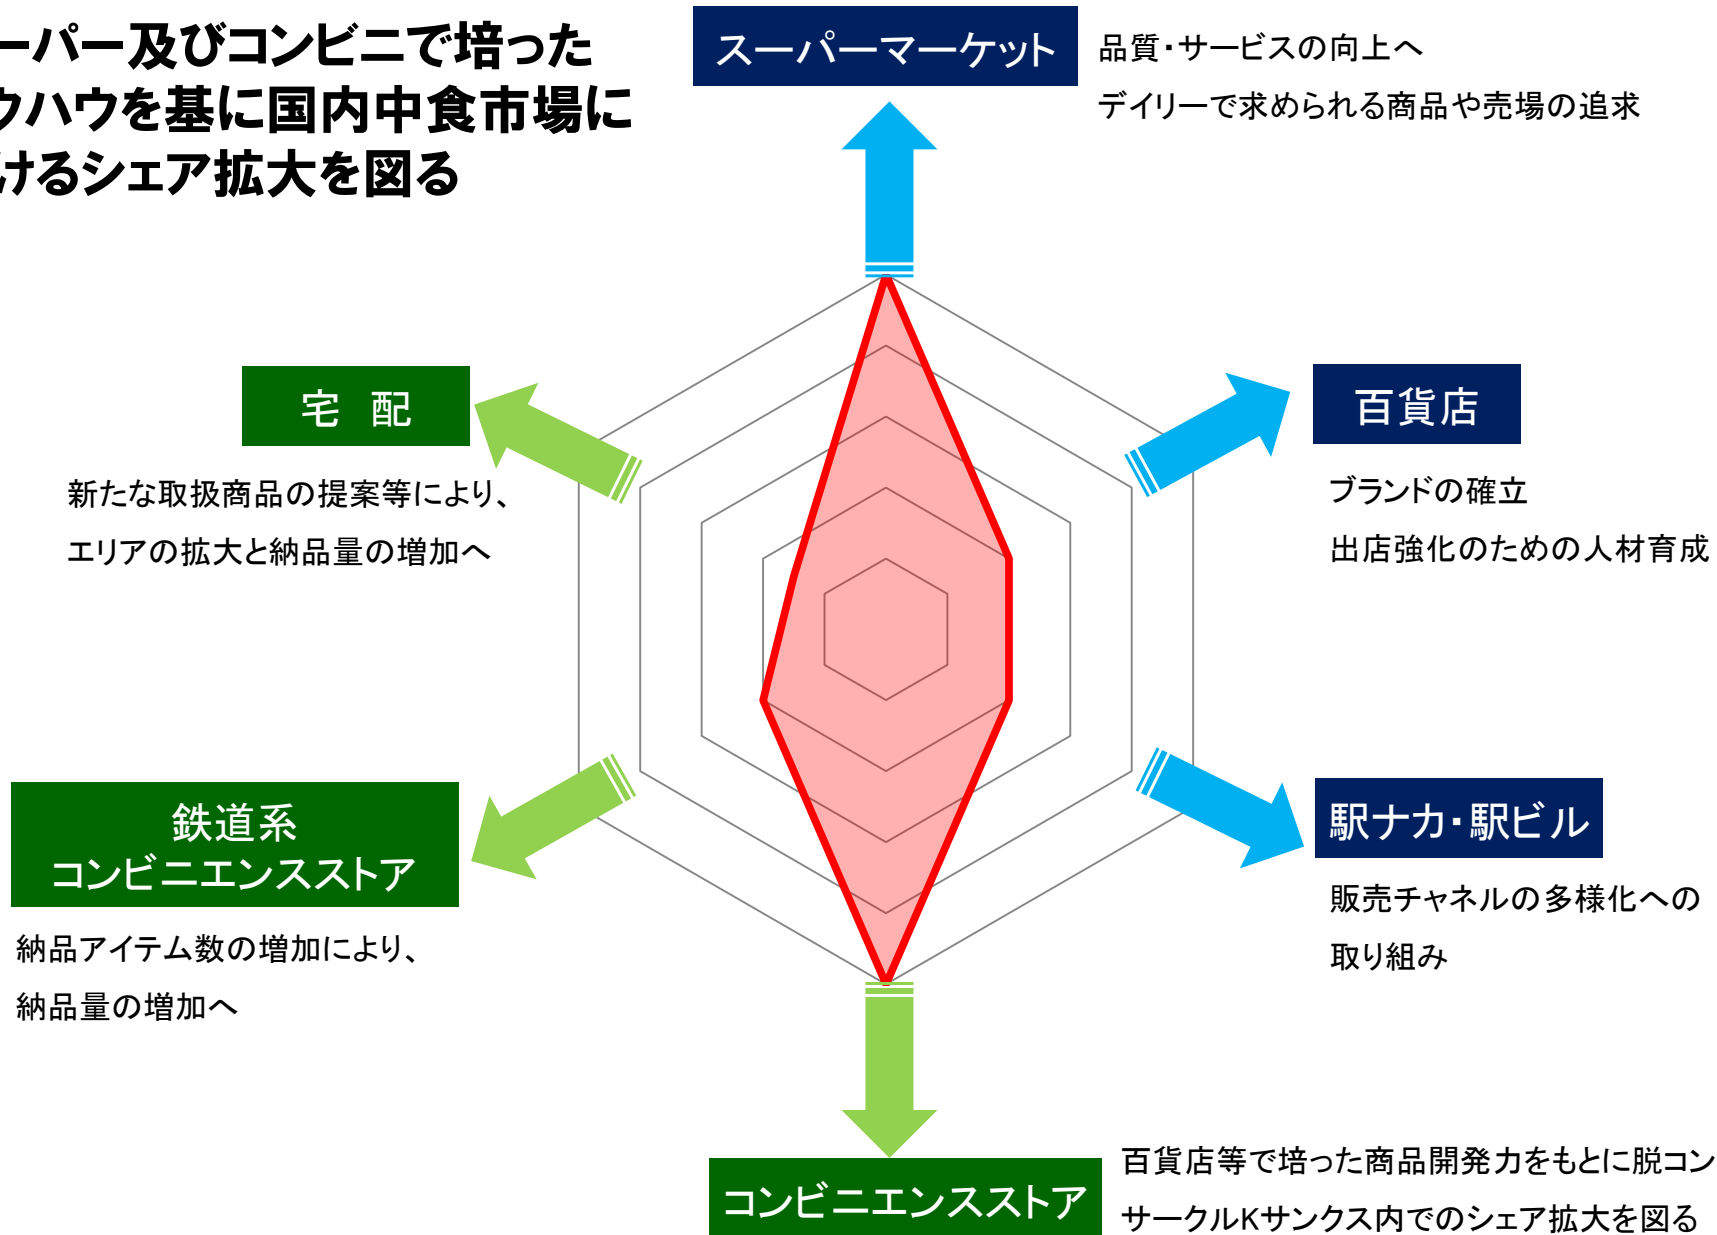 ーパー及びコンビニで培った
ウハウを基に国内中食市場に
けるシェア拡大を図る
スーパーマーケット
品質・サービスの向上へ
デイリーで求められる商品や売場の追求
宅 配
新たな取扱商品の提案等により、
エリアの拡大と納品量の増加へ
百貨店
ブランドの確立
出店強化のための人材育成
鉄道系
コンビニエンスストア
納品アイテム数の増加により、
納品量の増加へ
駅ナカ・駅ビル
販売チャネルの多様化への
取り組み
コンビニエンスストア
百貨店等で培った商品開発力をもとに脱コン
サークルKサンクス内でのシェア拡大を図る